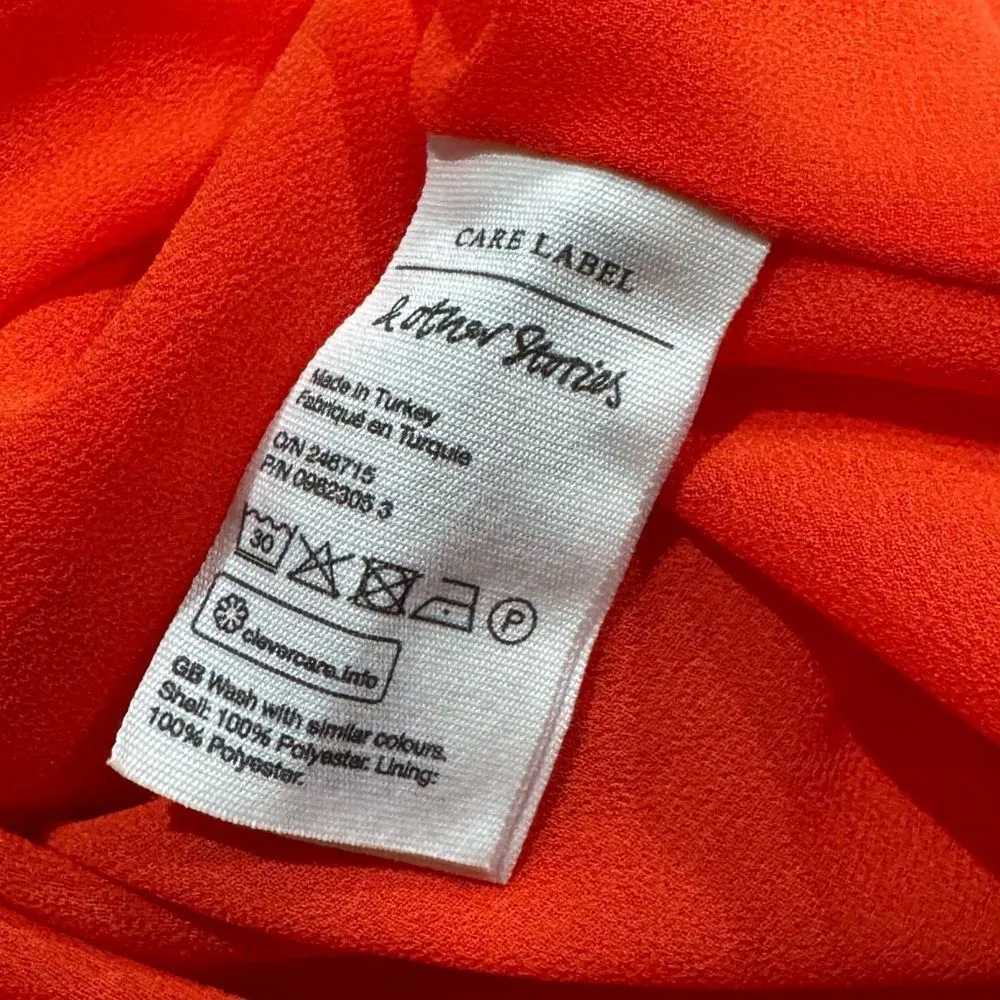 CARE LABEL
& other Stories
Made in Turkey
Fabriqué en Turquie
O/N 246715
P/N 0982305 3
30
P
clevercare.info
GB Wash with similar colours.
Shell: 100% Polyester. Lining:
100% Polyester.